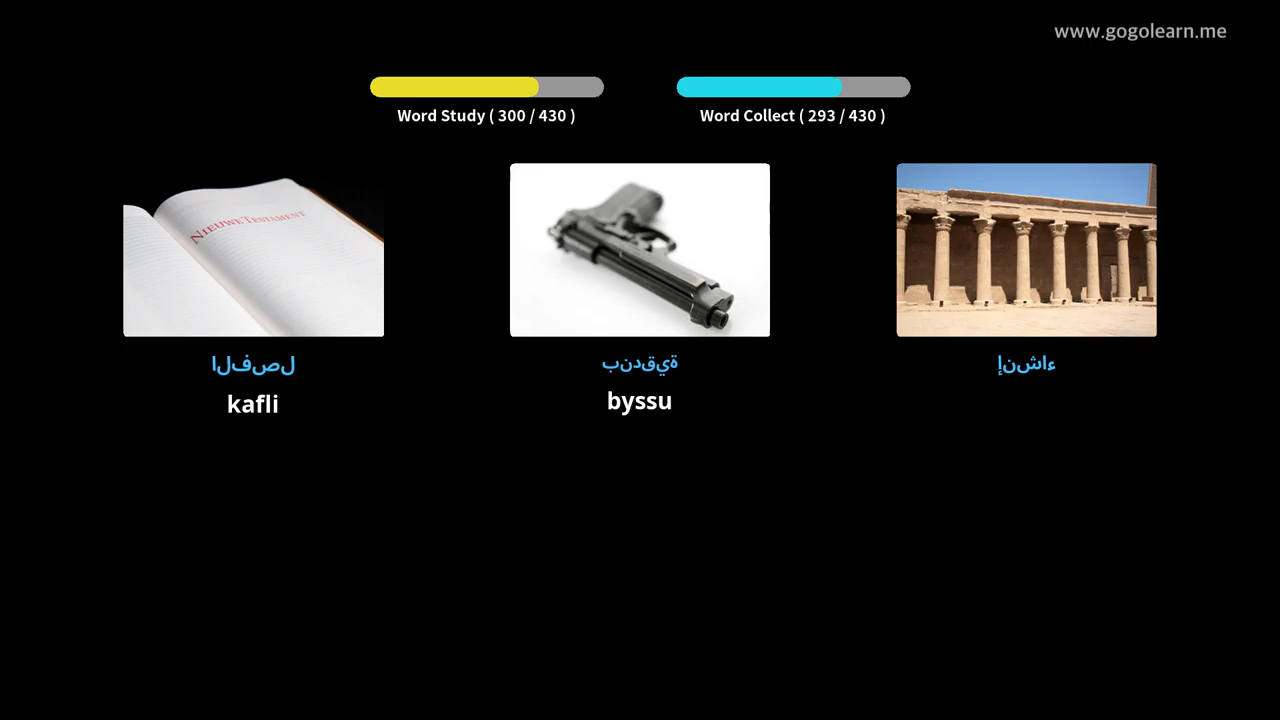 www.gogolearn.me
Word Study ( 300 / 430 )
Word Collect ( 293 / 430 )
NIEUWE TESTAMENT
الفصل
kafli
بندقية
byssu
إنشاء